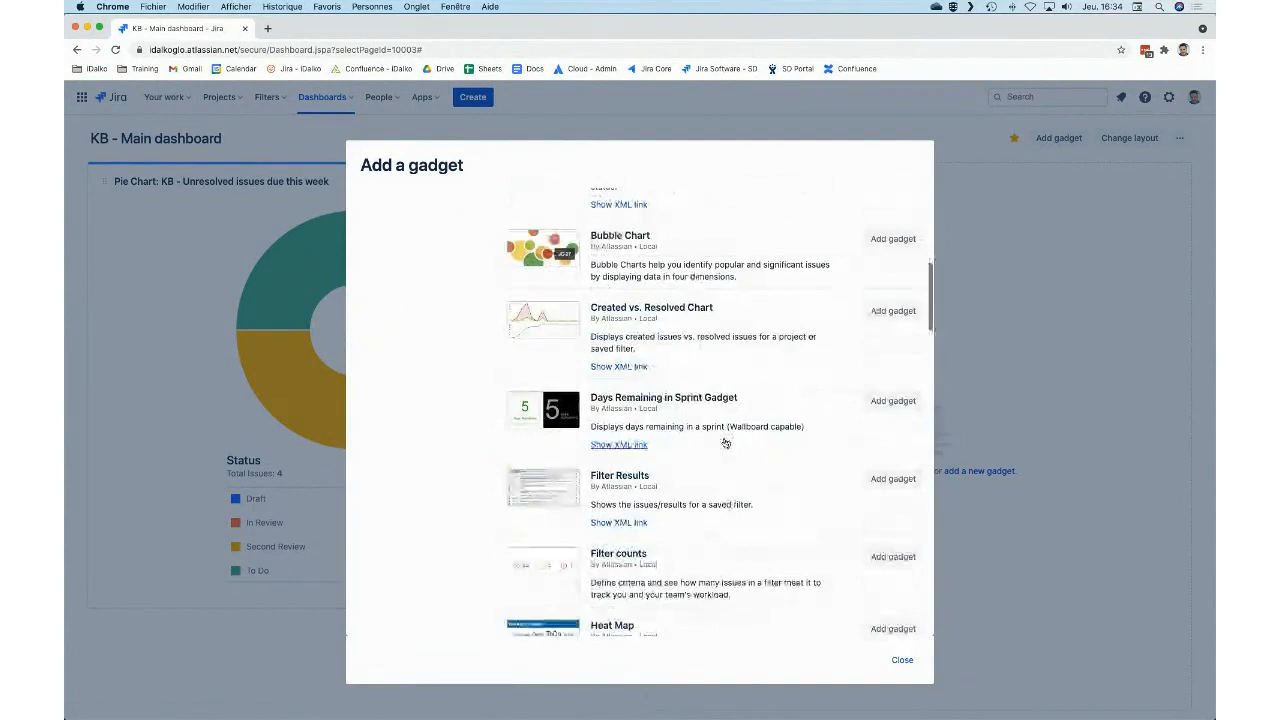 Chrome Fichier Modifier Afficher Historique Favoris Personnes Onglet Fenêtre Aide Jeu. 16:34
KB - Main dashboard - Jira
idalkoglo.atlassian.net/secure/Dashboard.jspa?selectPageId=10003#
iDalko Training Gmail Calendar Jira - iDalko Confluence - iDalko Drive Sheets Docs Cloud - Admin Jira Core Jira Software - SD SD Portal Confluence
Jira Your work Projects Filters Dashboards People Apps Create Search
KB - Main dashboard Add gadget Change layout
Pie Chart: KB - Unresolved issues due this week
Status
Total Issues: 4
Draft
In Review
Second Review
To Do
or add a new gadget.
Add a gadget
Show XML link
Bubble Chart
By Atlassian • Local
Add gadget
Bubble Charts help you identify popular and significant issues
by displaying data in four dimensions.
Created vs. Resolved Chart
By Atlassian • Local
Add gadget
Displays created issues vs. resolved issues for a project or
saved filter.
Show XML link
5 5
Days Remaining in Sprint Gadget
By Atlassian • Local
Add gadget
Displays days remaining in a sprint (Wallboard capable)
Show XML link
Filter Results
By Atlassian • Local
Add gadget
Shows the issues/results for a saved filter.
Show XML link
Filter counts
By Atlassian • Local
Add gadget
Define criteria and see how many issues in a filter meet it to
track you and your team's workload.
Heat Map
By Atlassian • Local
Add gadget
Close